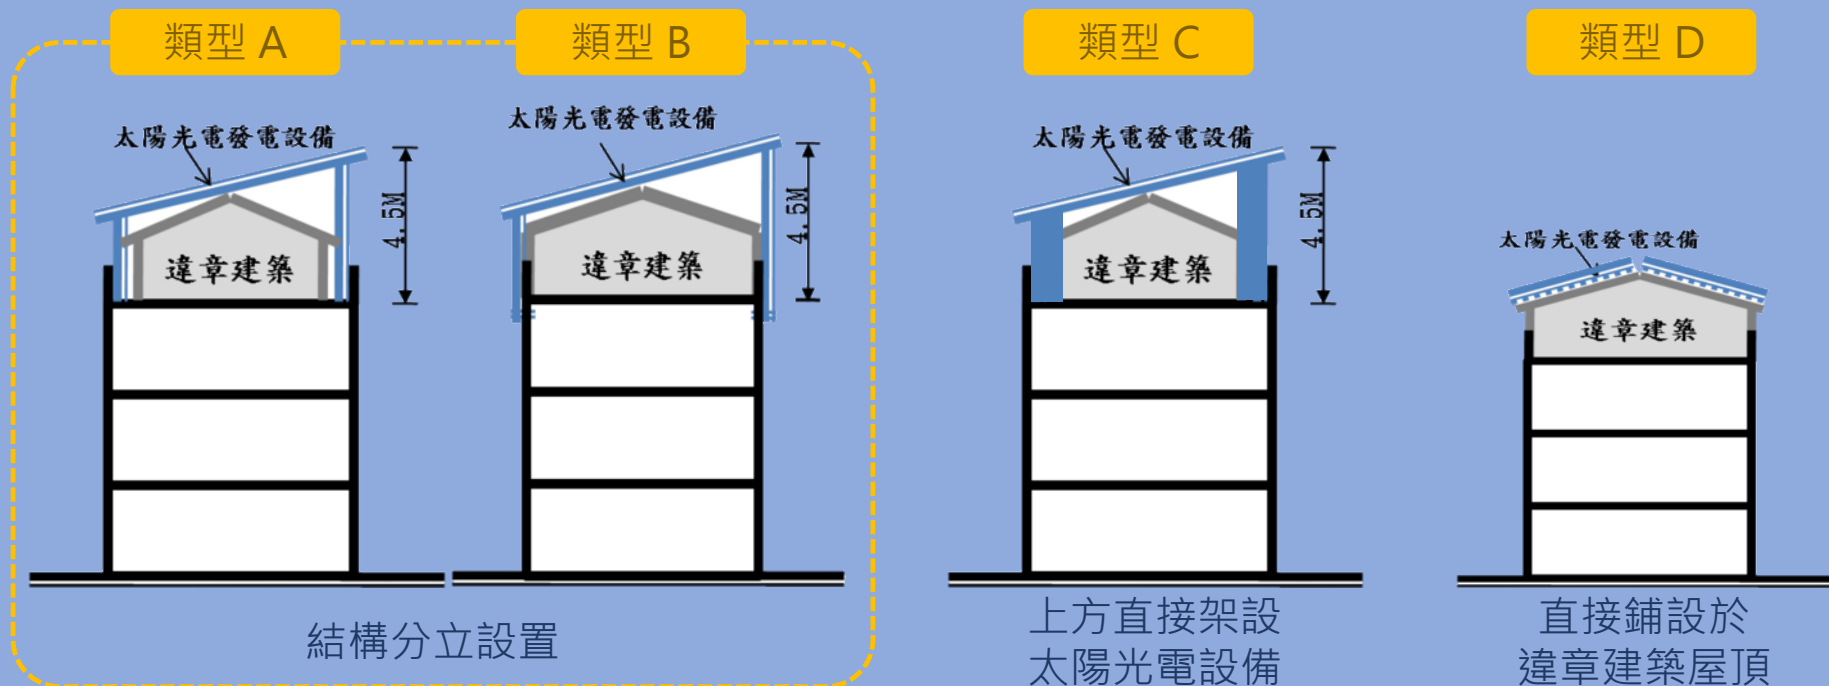 類型 A
太陽光電發電設備
4.5M
違章建築
類型 B
太陽光電發電設備
4.5M
違章建築
結構分立設置
類型 C
太陽光電發電設備
4.5M
違章建築
上方直接架設
太陽光電設備
類型 D
太陽光電發電設備
違章建築
直接鋪設於
違章建築屋頂